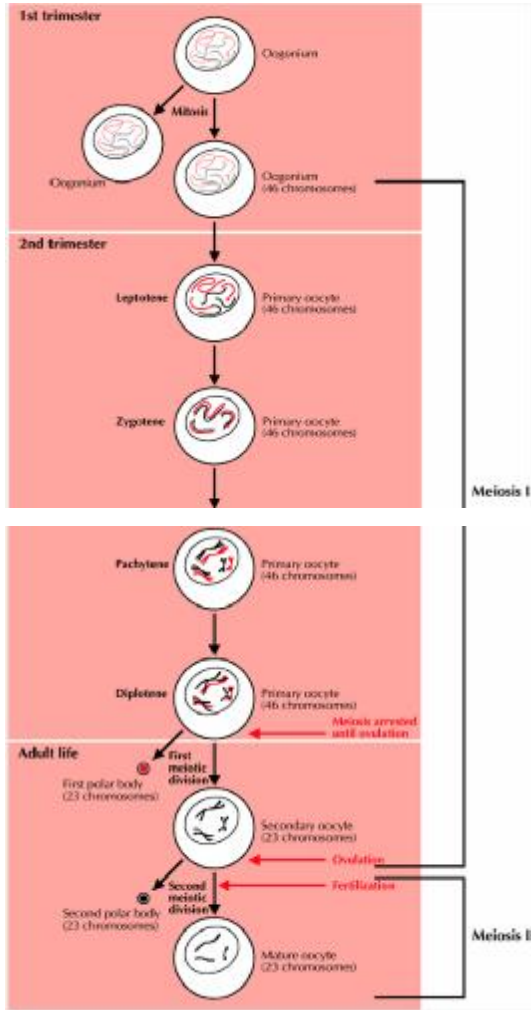 1st trimester
Oogonium
Mitosis
Oogonium
Oogonium
(46 chromosomes)
2nd trimester
Leptotene
Primary oocyte
(46 chromosomes)
Zygotene
Primary oocyte
(46 chromosomes)
Meiosis I
Pachytene
Primary oocyte
(46 chromosomes)
Diplotene
Primary oocyte
(46 chromosomes)
Meiosis arrested
until ovulation
Adult life
First
meiotic
division
First polar body
(23 chromosomes)
Secondary oocyte
(23 chromosomes)
Ovulation
Fertilization
Second
meiotic
division
Second polar body
(23 chromosomes)
Meiosis I
Mature oocyte
(23 chromosomes)